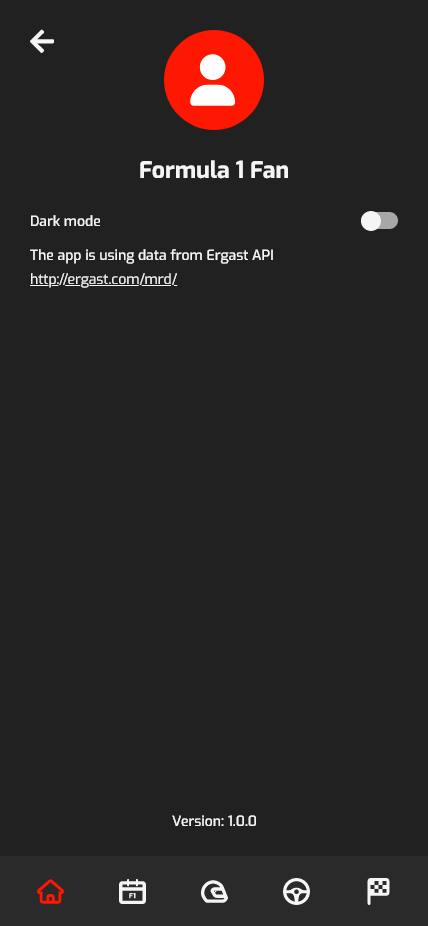 Formula 1 Fan
Dark mode
The app is using data from Ergast API
http://ergast.com/mrd/
Version: 1.0.0
F1